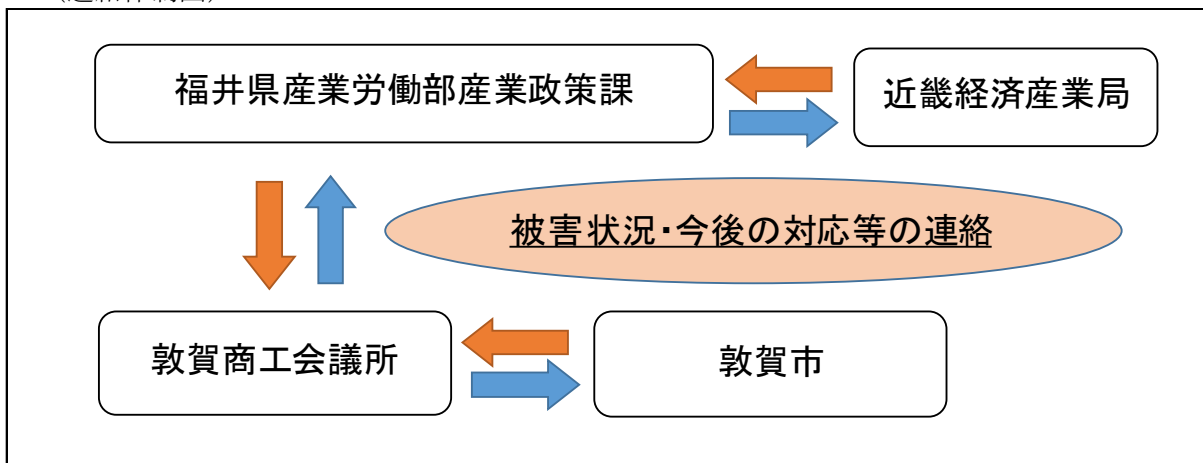 福井県産業労働部産業政策課
近畿経済産業局
被害状況・今後の対応等の連絡
敦賀商工会議所
敦賀市